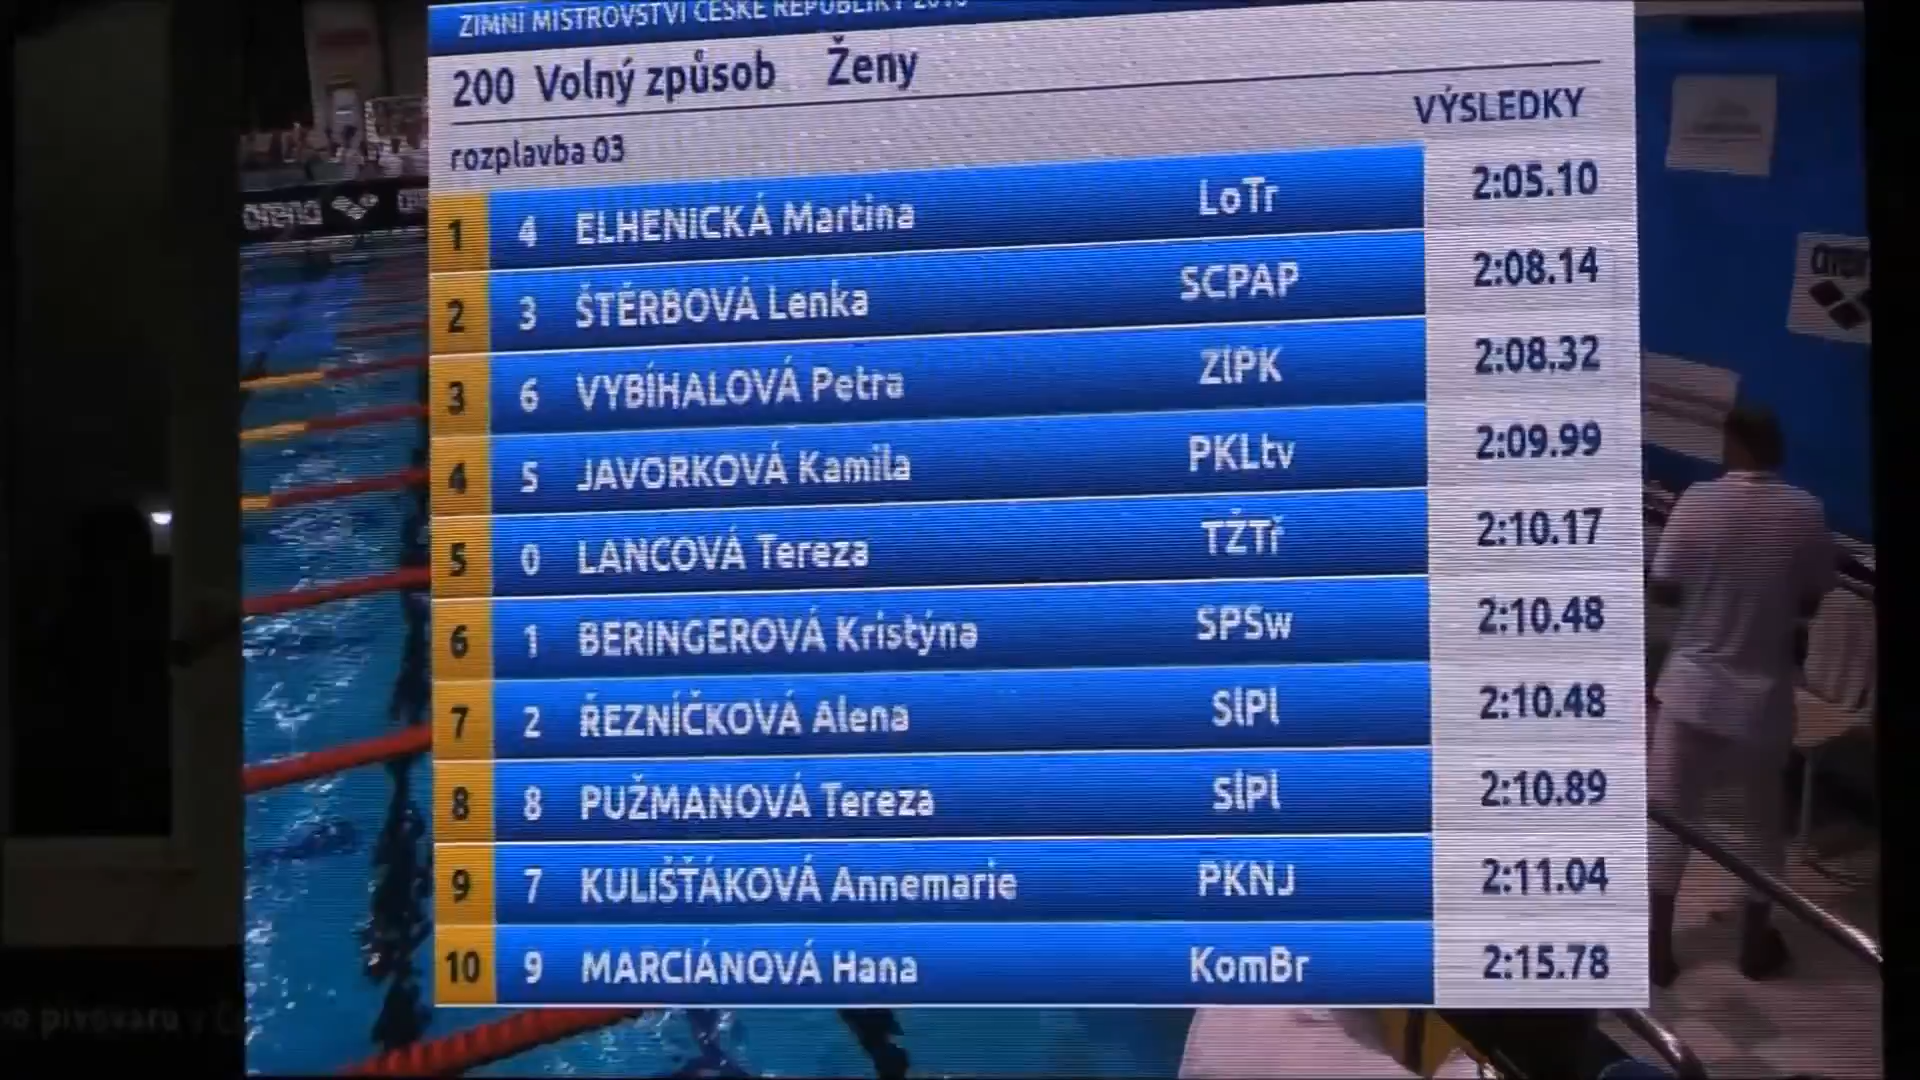 ZIMNÍ MISTROVSTVÍ ČESKÉ REPUBLIKY
200 Volný způsob Ženy
VÝSLEDKY
rozplavba 03
1 4 ELHENICKÁ Martina LoTr 2:05.10
2 3 ŠTĚRBOVÁ Lenka SCPAP 2:08.14
3 6 VYBÍHALOVÁ Petra ZlPK 2:08.32
4 5 JAVORKOVÁ Kamila PKLtv 2:09.99
5 0 LANCOVÁ Tereza TŽTř 2:10.17
6 1 BERINGEROVÁ Kristýna SPSw 2:10.48
7 2 ŘEZNÍČKOVÁ Alena SlPl 2:10.48
8 8 PUŽMANOVÁ Tereza SlPl 2:10.89
9 7 KULIŠŤÁKOVÁ Annemarie PKNJ 2:11.04
10 9 MARCIÁNOVÁ Hana KomBr 2:15.78
arena
pivovaru